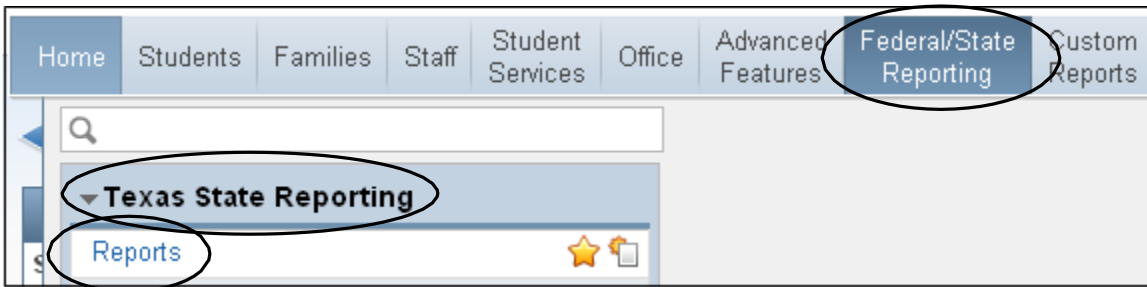 Home Students Families Staff Student Services Office Advanced Features Federal/State Reporting Custom Reports
Texas State Reporting
Reports
S